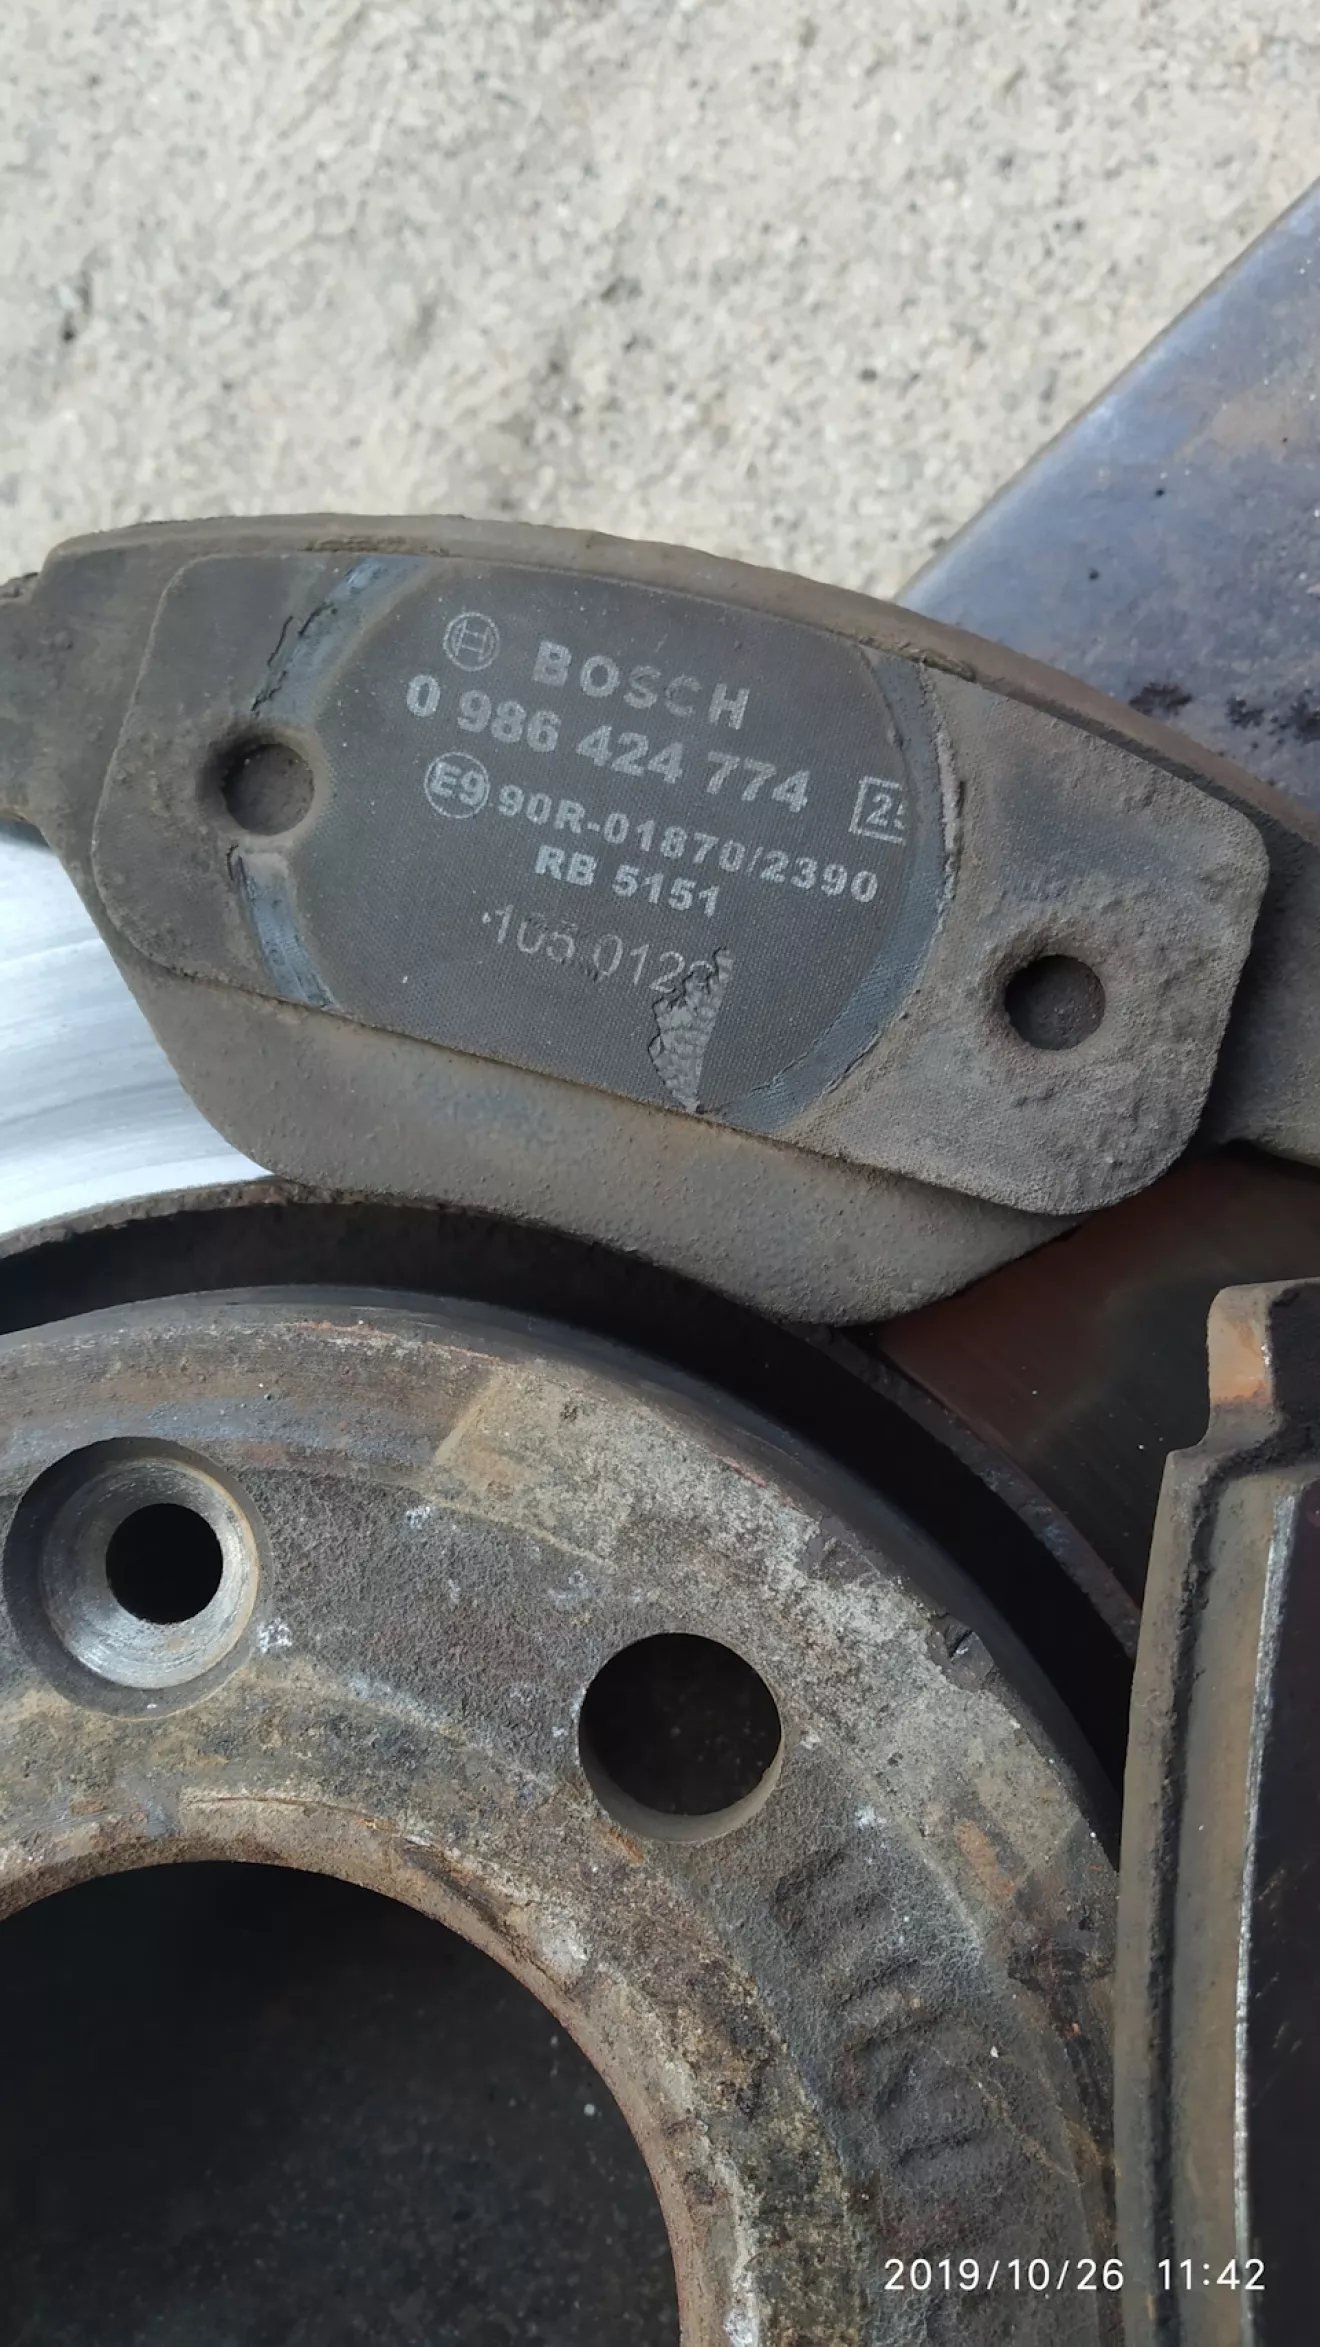 BOSCH
0 986 424 774
E9 90R-01870/2390
RB 5151
2019/10/26 11:42